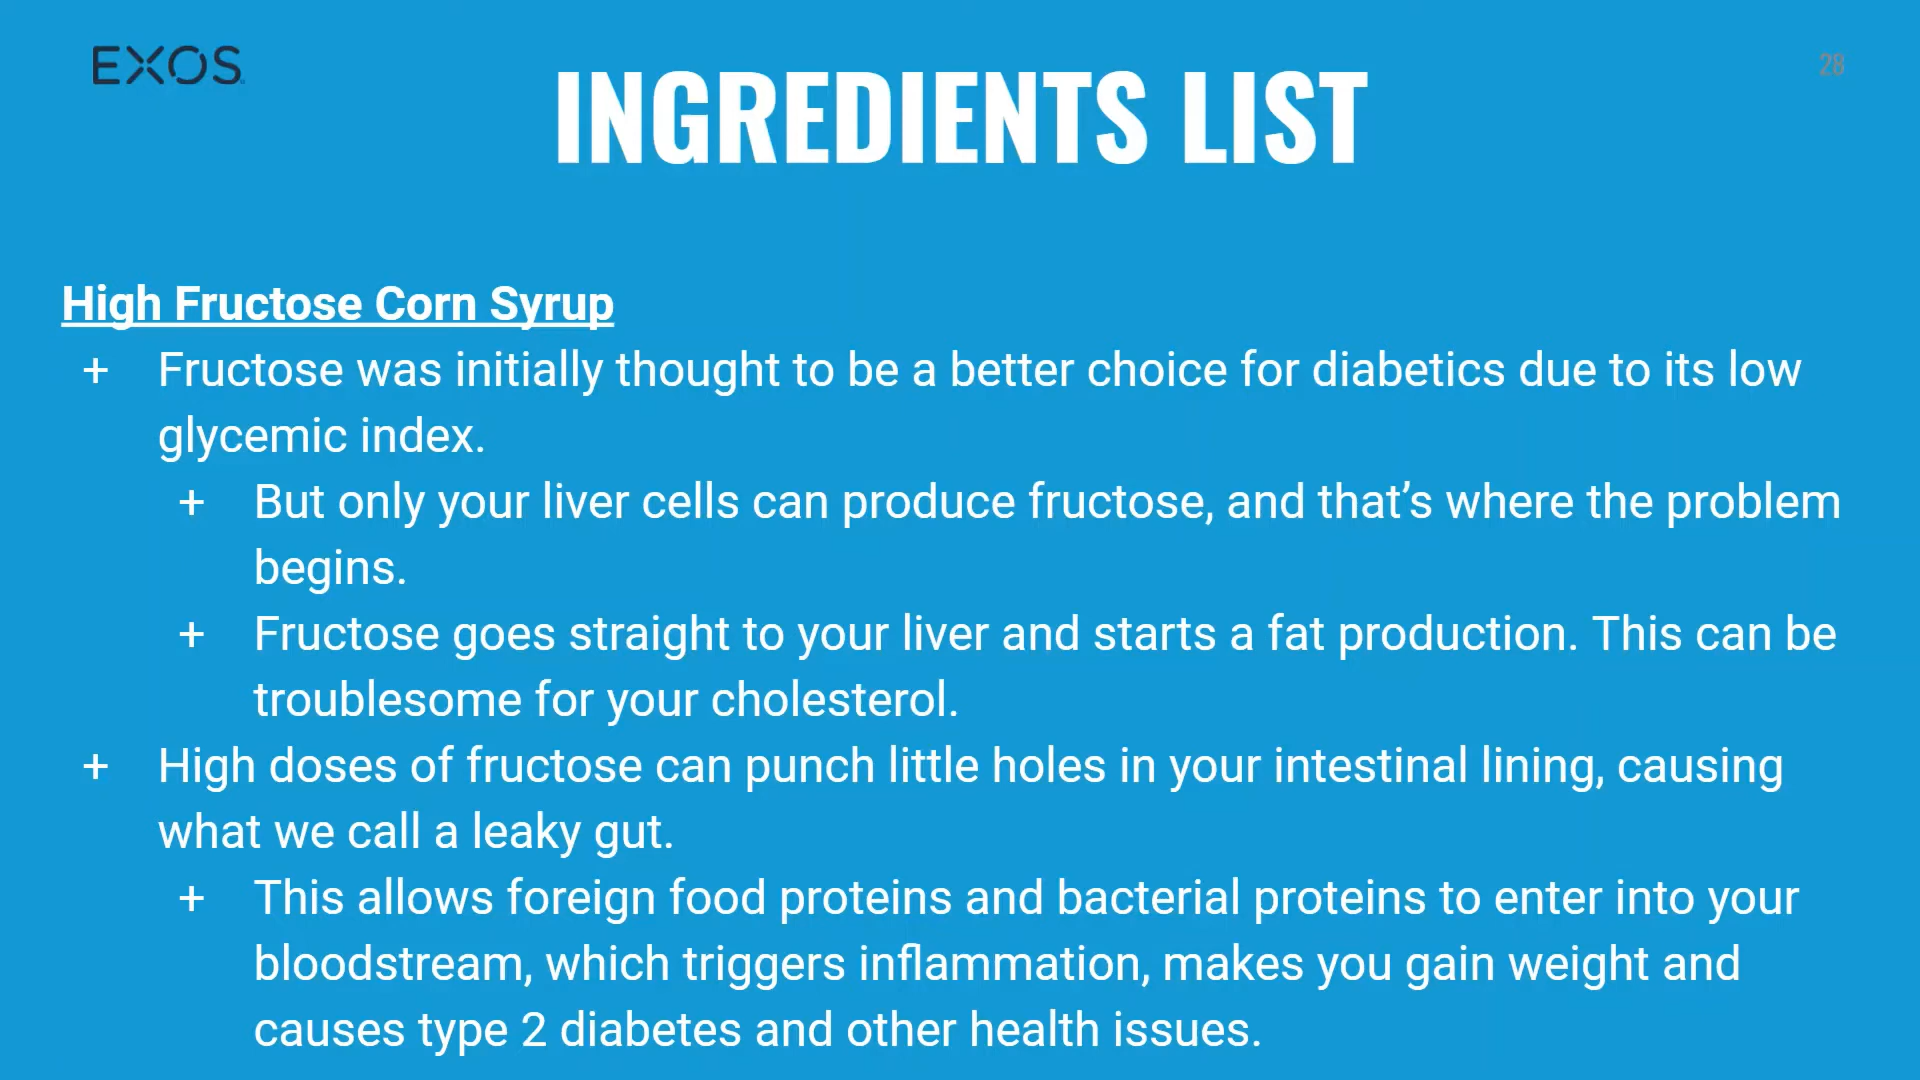 EXOS
28
INGREDIENTS LIST
High Fructose Corn Syrup
+ Fructose was initially thought to be a better choice for diabetics due to its low
glycemic index.
+ But only your liver cells can produce fructose, and that’s where the problem
begins.
+ Fructose goes straight to your liver and starts a fat production. This can be
troublesome for your cholesterol.
+ High doses of fructose can punch little holes in your intestinal lining, causing
what we call a leaky gut.
+ This allows foreign food proteins and bacterial proteins to enter into your
bloodstream, which triggers inflammation, makes you gain weight and
causes type 2 diabetes and other health issues.